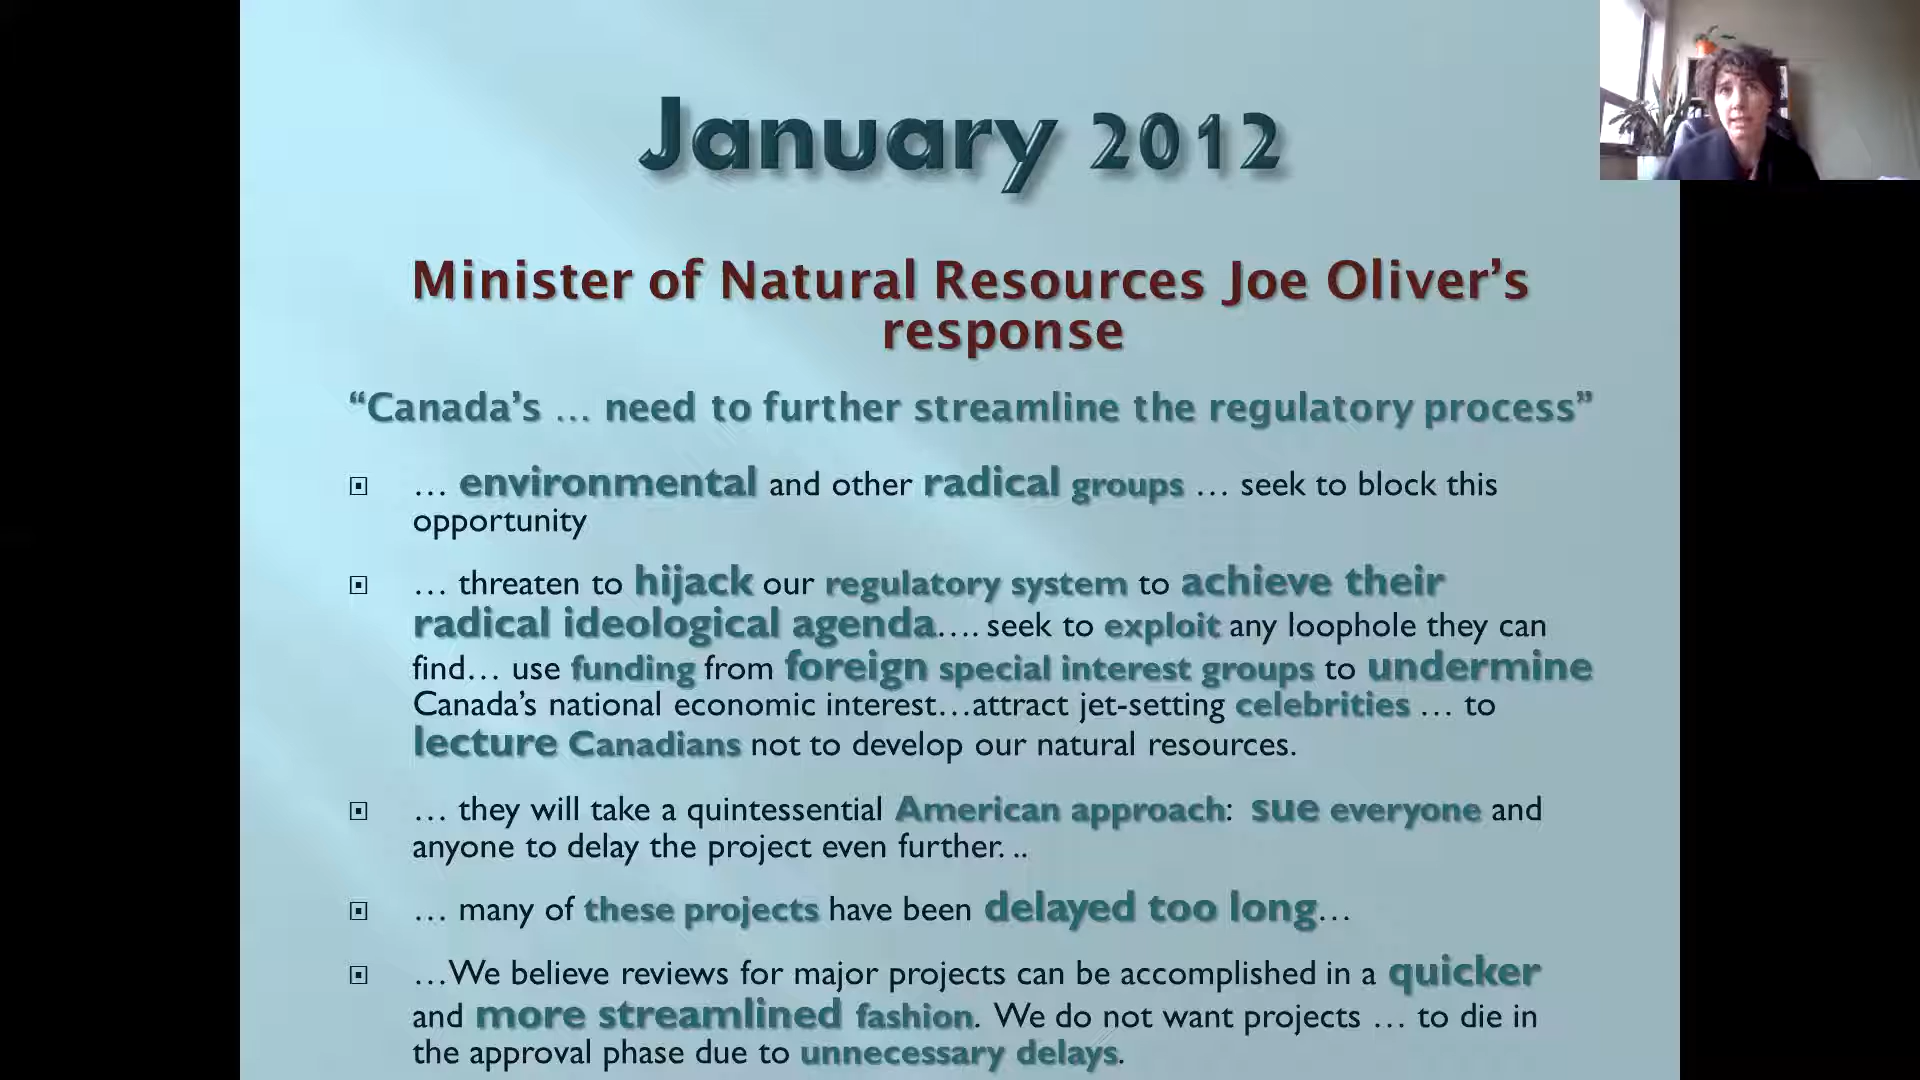 January 2012
Minister of Natural Resources Joe Oliver’s
response
“Canada’s … need to further streamline the regulatory process”
… environmental and other radical groups … seek to block this
opportunity
… threaten to hijack our regulatory system to achieve their
radical ideological agenda…. seek to exploit any loophole they can
find… use funding from foreign special interest groups to undermine
Canada’s national economic interest…attract jet-setting celebrities … to
lecture Canadians not to develop our natural resources.
… they will take a quintessential American approach: sue everyone and
anyone to delay the project even further. ..
… many of these projects have been delayed too long…
…We believe reviews for major projects can be accomplished in a quicker
and more streamlined fashion. We do not want projects … to die in
the approval phase due to unnecessary delays.